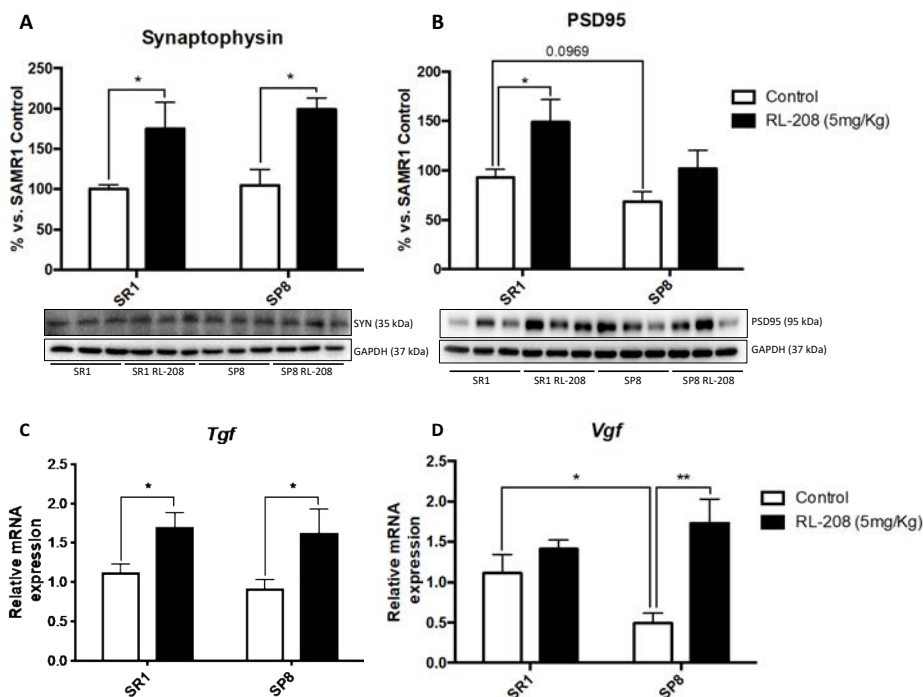 A
Synaptophysin
% vs. SAMR1 Control
250
200
150
100
50
0
*
*
SR1
SP8
SYN (35 kDa)
GAPDH (37 kDa)
SR1
SR1 RL-208
SP8
SP8 RL-208
B
PSD95
% vs. SAMR1 Control
200
150
100
50
0
0.0969
*
SR1
SP8
Control
RL-208 (5mg/Kg)
PSD95 (95 kDa)
GAPDH (37 kDa)
SR1
SR1 RL-208
SP8
SP8 RL-208
C
Tgf
Relative mRNA
expression
2.5
2.0
1.5
1.0
0.5
0.0
*
*
SR1
SP8
D
Vgf
Relative mRNA
expression
2.5
2.0
1.5
1.0
0.5
0.0
*
**
SR1
SP8
Control
RL-208 (5mg/Kg)